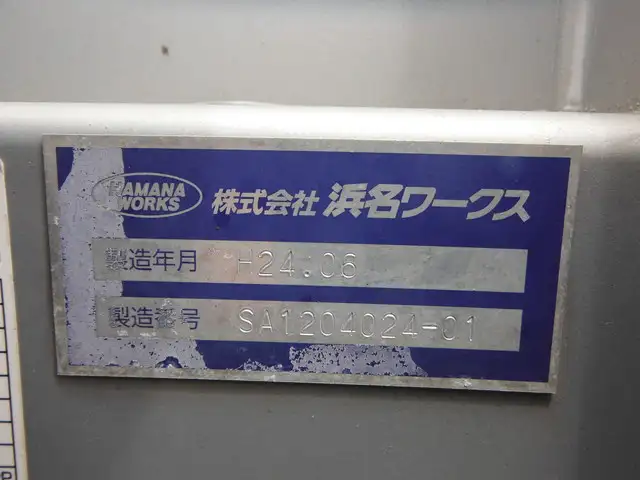 HAMANA WORKS
株式会社 浜名ワークス
製造年月 H24.06
製造番号 SA1204024-01
P